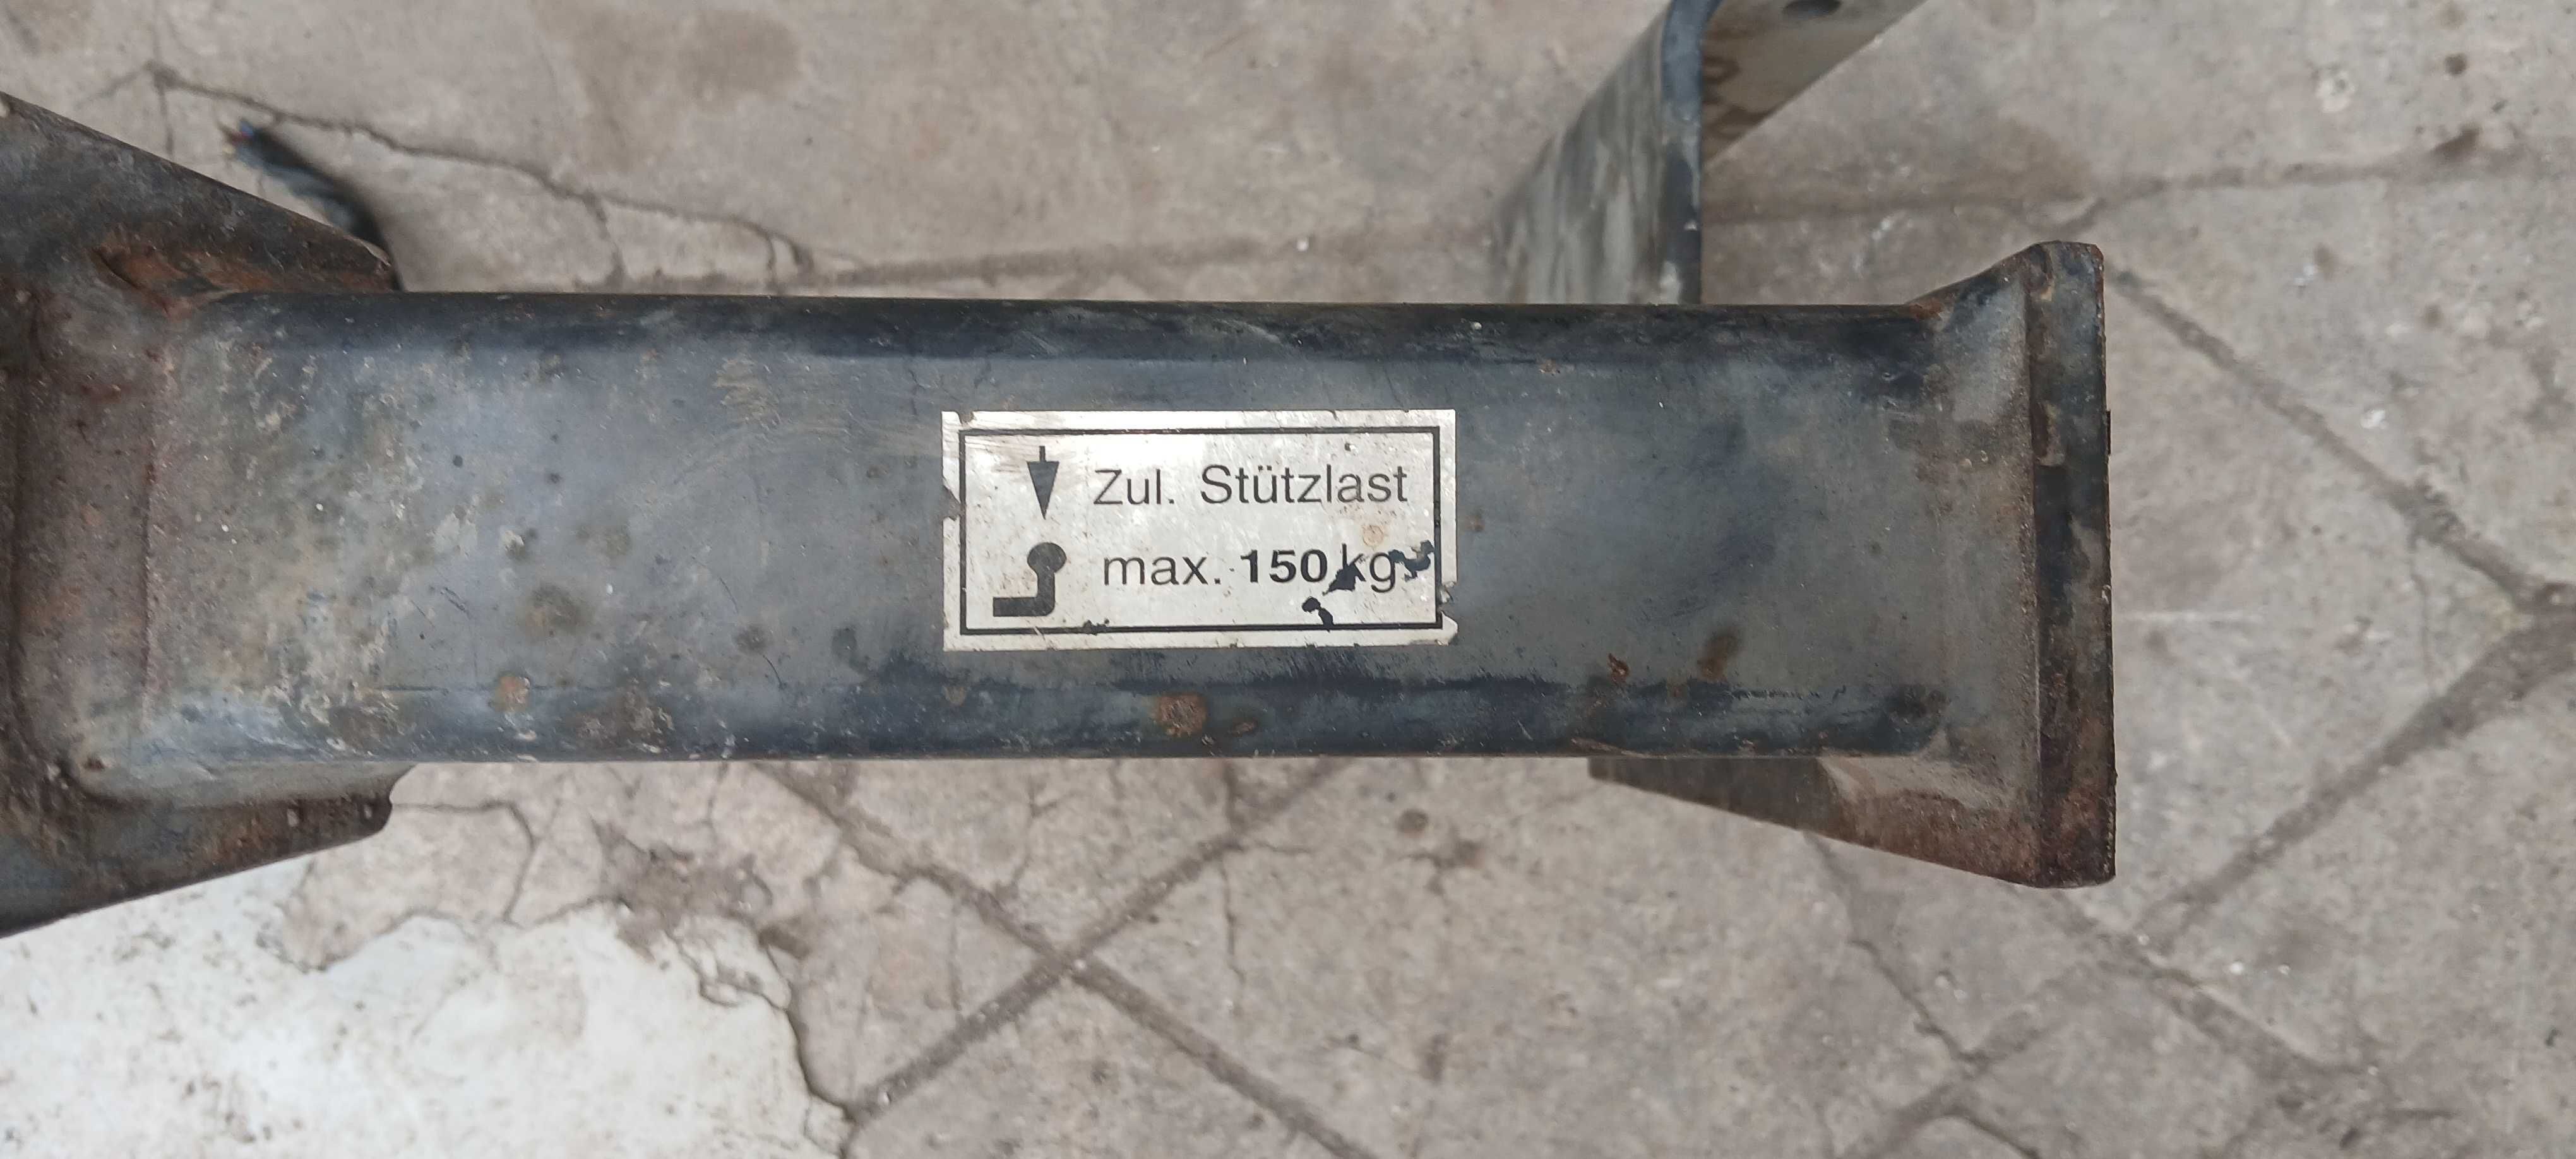 Zul. Stützlast
max. 150 kg